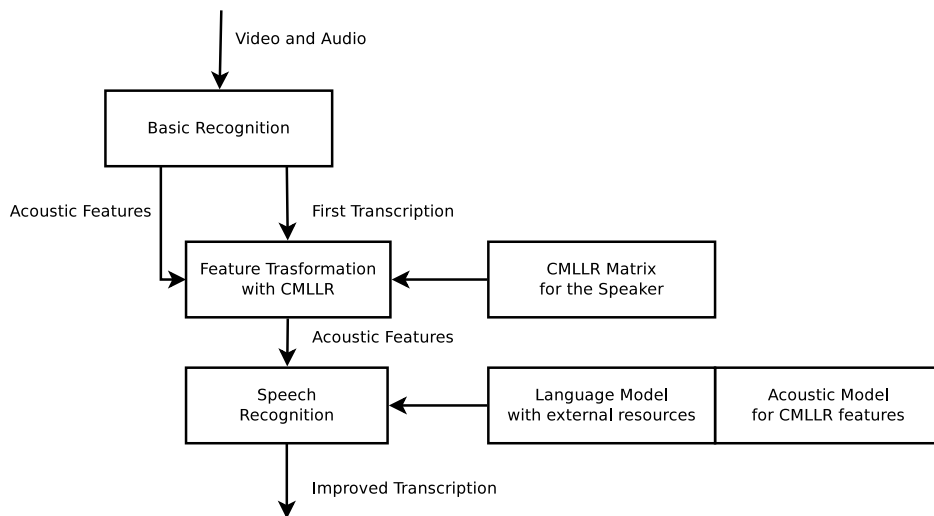 Video and Audio
Basic Recognition
Acoustic Features
First Transcription
Feature Trasformation
with CMLLR
CMLLR Matrix
for the Speaker
Acoustic Features
Speech
Recognition
Language Model
with external resources
Acoustic Model
for CMLLR features
Improved Transcription